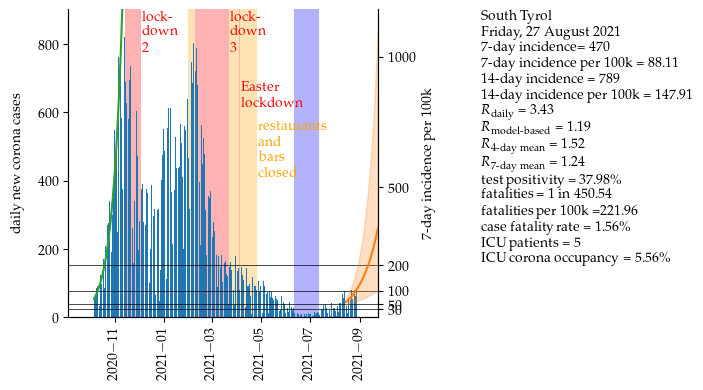 lock-
down
2
lock-
down
3
Easter
lockdown
restaurants
and
bars
closed
daily new corona cases
800
600
400
200
0
7-day incidence per 100k
1000
500
200
100
50
30
2020−11
2021−01
2021−03
2021−05
2021−07
2021−09
South Tyrol
Friday, 27 August 2021
7-day incidence= 470
7-day incidence per 100k = 88.11
14-day incidence = 789
14-day incidence per 100k = 147.91
R daily = 3.43
R model-based = 1.19
R 4-day mean = 1.52
R 7-day mean = 1.24
test positivity = 37.98%
fatalities = 1 in 450.54
fatalities per 100k =221.96
case fatality rate = 1.56%
ICU patients = 5
ICU corona occupancy = 5.56%